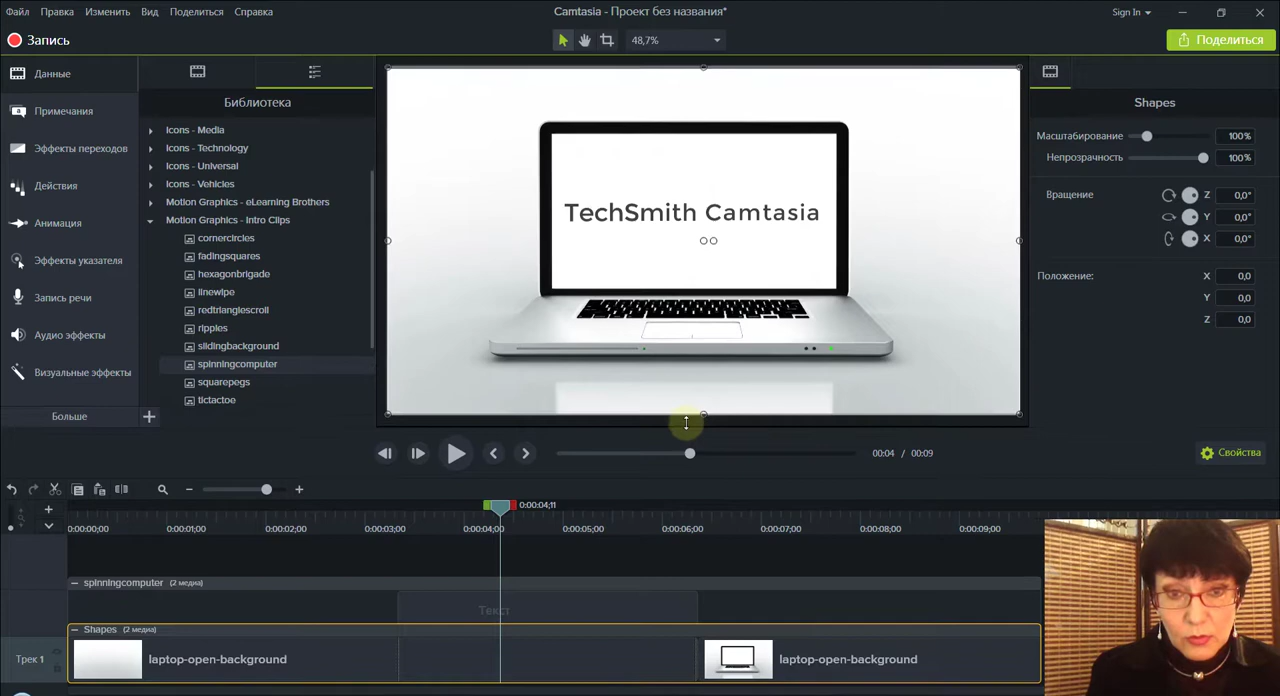 Файл Правка Изменить Вид Поделиться Справка
Camtasia - Проект без названия*
Sign In
Запись
48,7%
Поделиться
Данные
Примечания
Эффекты переходов
Действия
Анимация
Эффекты указателя
Запись речи
Аудио эффекты
Визуальные эффекты
Больше
Библиотека
Icons - Media
Icons - Technology
Icons - Universal
Icons - Vehicles
Motion Graphics - eLearning Brothers
Motion Graphics - Intro Clips
cornercircles
fadingsquares
hexagonbrigade
linewipe
redtrianglescroll
ripples
slidingbackground
spinningcomputer
squarepegs
tictactoe
TechSmith Camtasia
Shapes
Масштабирование 100%
Непрозрачность 100%
Вращение Z 0,0°
Y 0,0°
X 0,0°
Положение: X 0,0
Y 0,0
Z 0,0
00:04 / 00:09
Свойства
0:00:04;11
0:00:00;00 0:00:01;00 0:00:02;00 0:00:03;00 0:00:04;00 0:00:05;00 0:00:06;00 0:00:07;00 0:00:08;00 0:00:09;00
spinningcomputer (2 медиа)
Текст
Shapes (2 медиа)
Трек 1
laptop-open-background
laptop-open-background